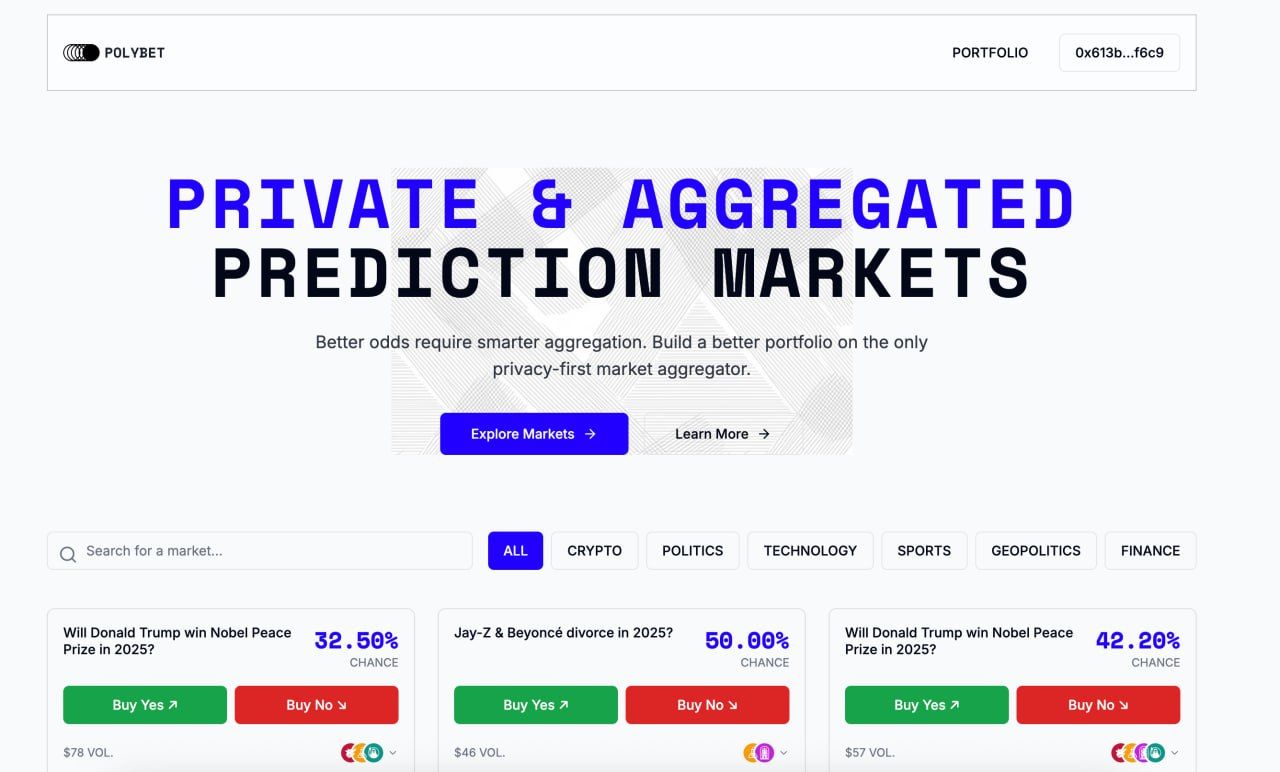 POLYBET
PORTFOLIO
0x613b...f6c9
PRIVATE & AGGREGATED
PREDICTION MARKETS
Better odds require smarter aggregation. Build a better portfolio on the only
privacy-first market aggregator.
Explore Markets →
Learn More →
Search for a market...
ALL
CRYPTO
POLITICS
TECHNOLOGY
SPORTS
GEOPOLITICS
FINANCE
Will Donald Trump win Nobel Peace
Prize in 2025?
32.50%
CHANCE
Buy Yes ↗
Buy No ↘
$78 VOL.
Jay-Z & Beyoncé divorce in 2025?
50.00%
CHANCE
Buy Yes ↗
Buy No ↘
$46 VOL.
Will Donald Trump win Nobel Peace
Prize in 2025?
42.20%
CHANCE
Buy Yes ↗
Buy No ↘
$57 VOL.